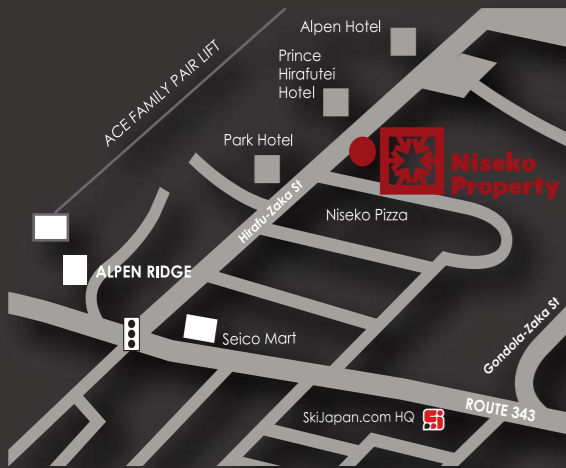 Alpen Hotel
Prince
Hirafutei
Hotel
ACE FAMILY PAIR LIFT
Park Hotel
Niseko
Property
Niseko Pizza
Hirafu-Zaka St
ALPEN RIDGE
Seico Mart
Gondola-Zaka St
ROUTE 343
SkiJapan.com HQ
sj